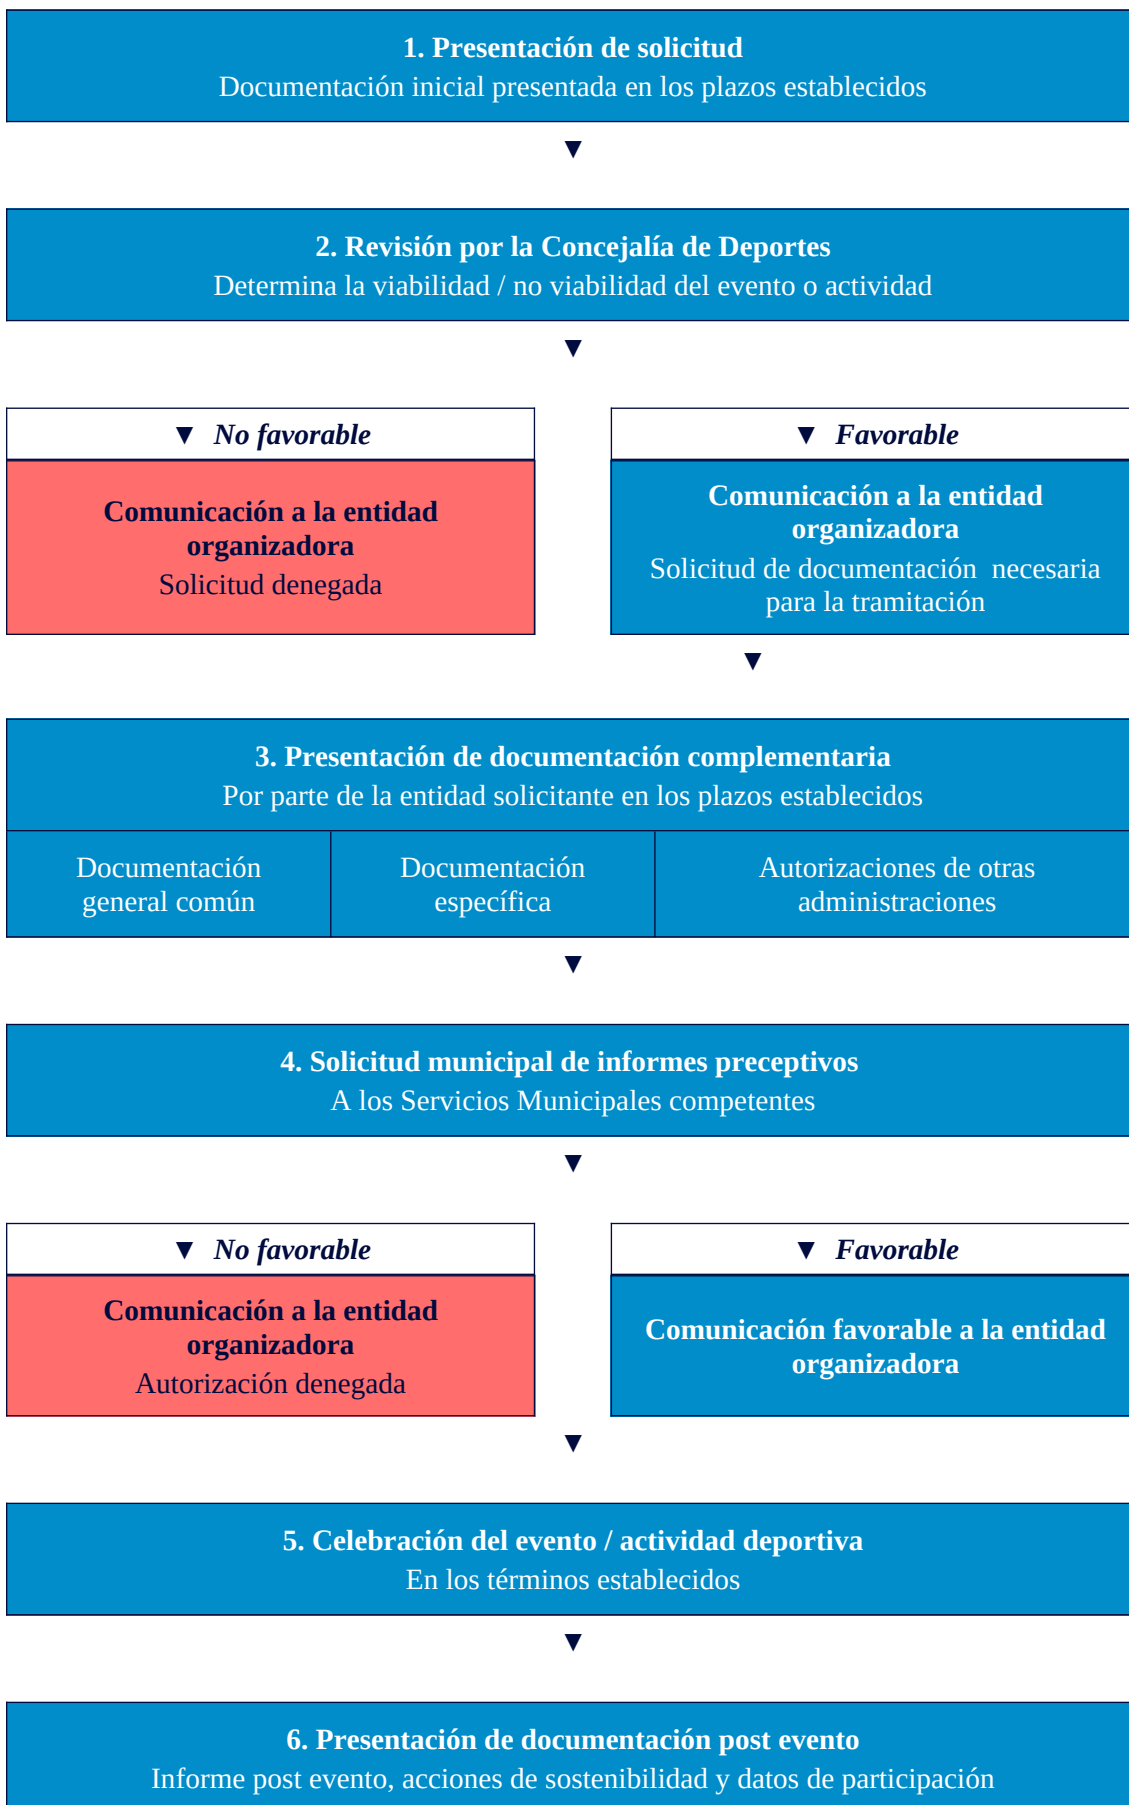 1. Presentación de solicitud
Documentación inicial presentada en los plazos establecidos
▼
2. Revisión por la Concejalía de Deportes
Determina la viabilidad / no viabilidad del evento o actividad
▼
▼ No favorable
Comunicación a la entidad
organizadora
Solicitud denegada
▼ Favorable
Comunicación a la entidad
organizadora
Solicitud de documentación necesaria
para la tramitación
▼
3. Presentación de documentación complementaria
Por parte de la entidad solicitante en los plazos establecidos
Documentación
general común
Documentación
específica
Autorizaciones de otras
administraciones
▼
4. Solicitud municipal de informes preceptivos
A los Servicios Municipales competentes
▼
▼ No favorable
Comunicación a la entidad
organizadora
Autorización denegada
▼ Favorable
Comunicación favorable a la entidad
organizadora
▼
5. Celebración del evento / actividad deportiva
En los términos establecidos
▼
6. Presentación de documentación post evento
Informe post evento, acciones de sostenibilidad y datos de participación